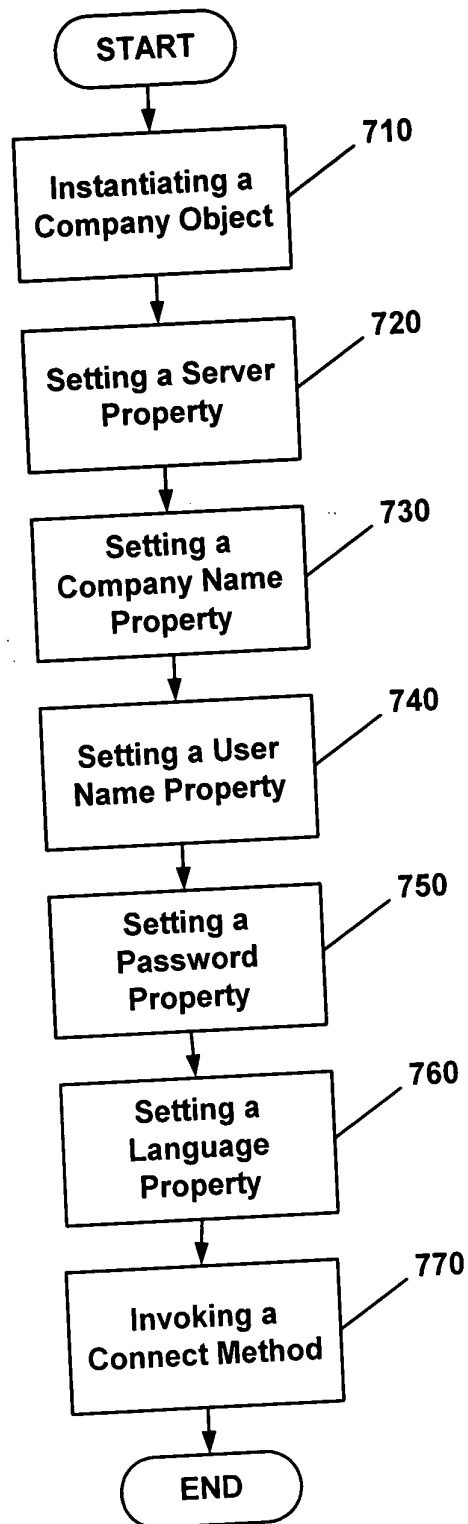 START
710
Instantiating a
Company Object
720
Setting a Server
Property
730
Setting a
Company Name
Property
740
Setting a User
Name Property
750
Setting a
Password
Property
760
Setting a
Language
Property
770
Invoking a
Connect Method
END